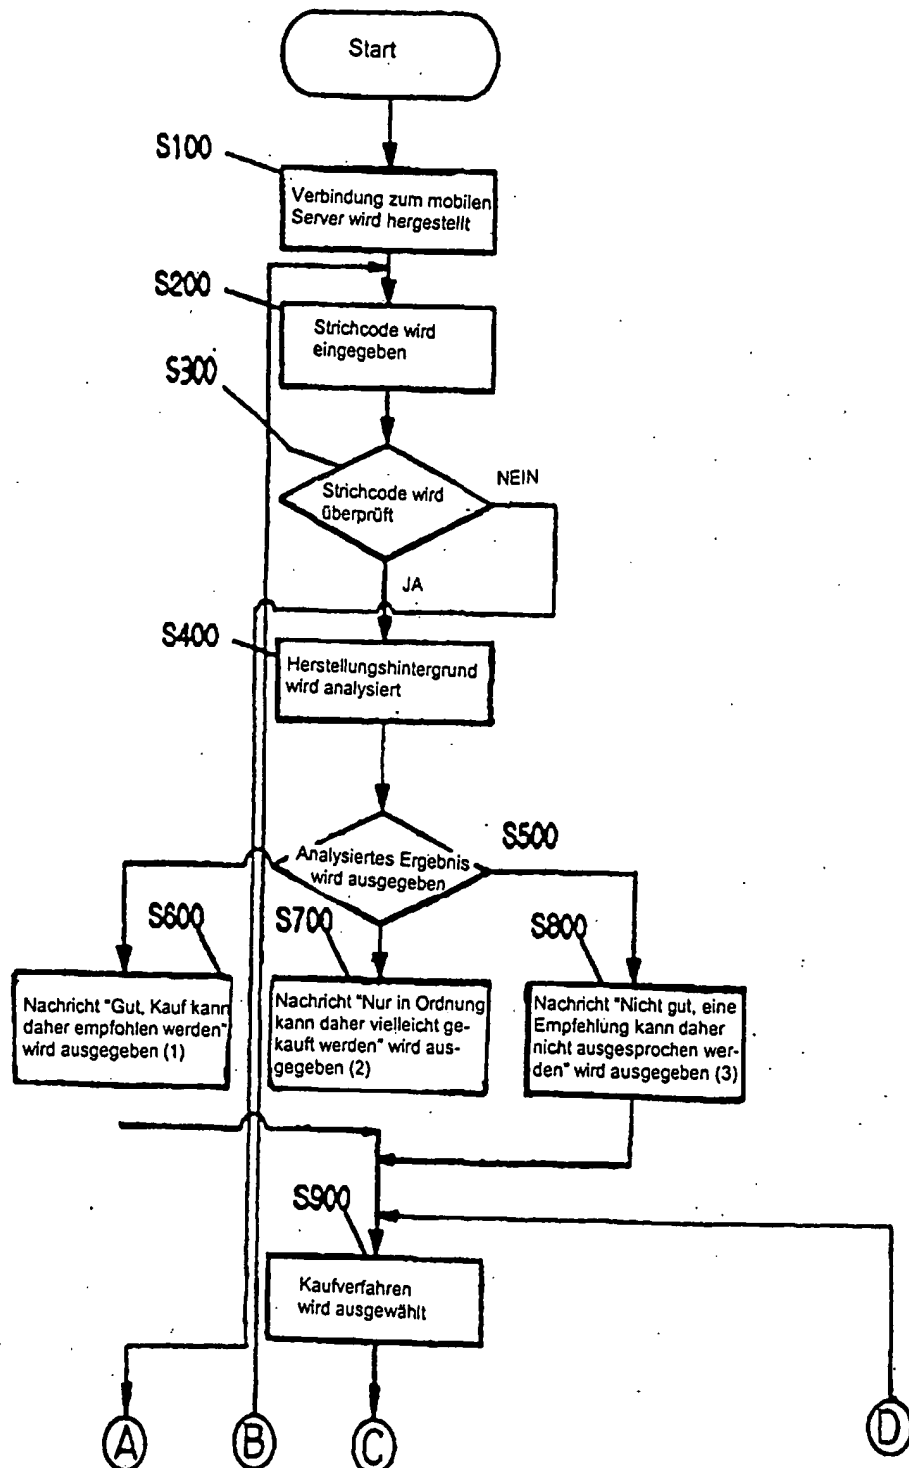 Start
S100
Verbindung zum mobilen
Server wird hergestellt
S200
Strichcode wird
eingegeben
S300
Strichcode wird
überprüft
NEIN
JA
S400
Herstellungshintergrund
wird analysiert
S500
Analysiertes Ergebnis
wird ausgegeben
S600
Nachricht "Gut, Kauf kann
daher empfohlen werden"
wird ausgegeben (1)
S700
Nachricht "Nur in Ordnung
kann daher vielleicht ge-
kauft werden" wird aus-
gegeben (2)
S800
Nachricht "Nicht gut, eine
Empfehlung kann daher
nicht ausgesprochen wer-
den" wird ausgegeben (3)
S900
Kaufverfahren
wird ausgewählt
A
B
C
D